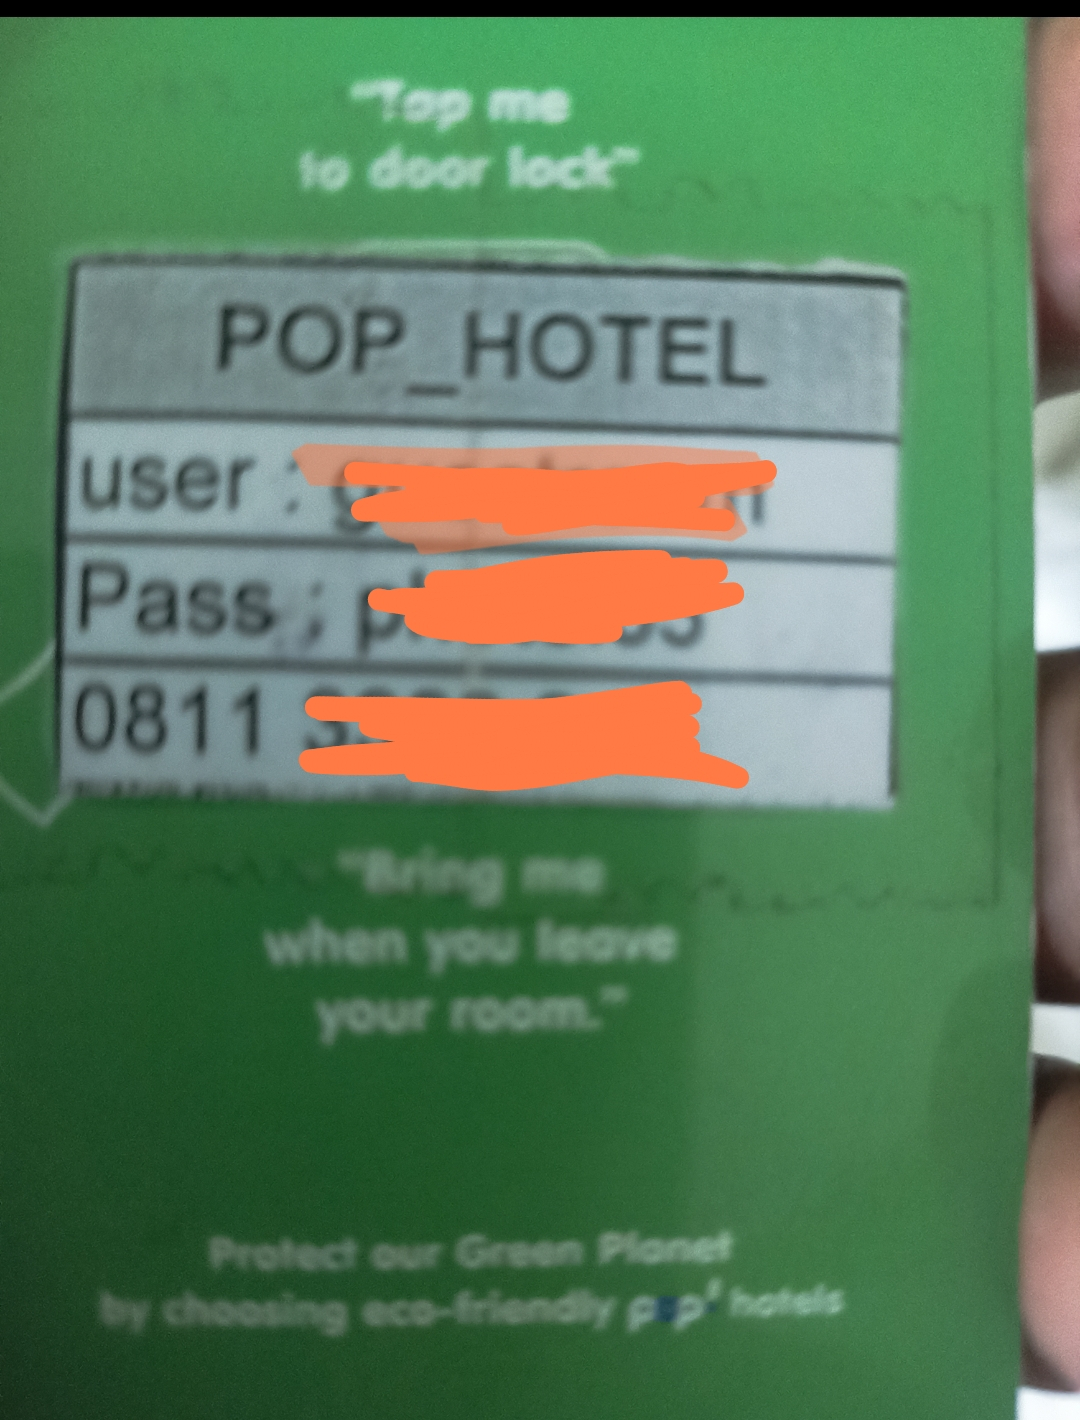 "Tap me
to door lock"
POP_HOTEL
user :
Pass ;
0811
"Bring me
when you leave
your room."
Protect our Green Planet
by choosing eco-friendly pop! hotels